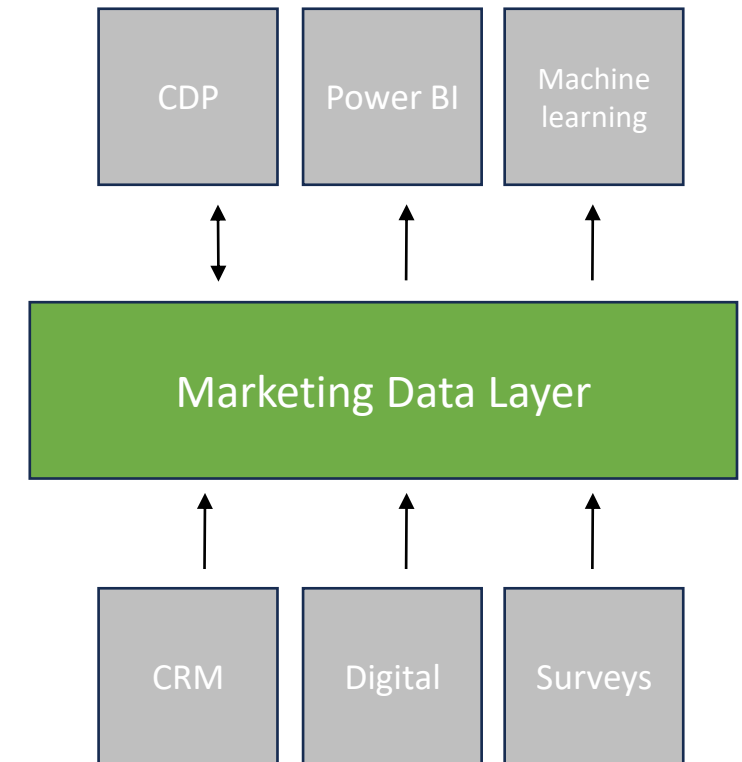 CDP
Power BI
Machine
learning
Marketing Data Layer
CRM
Digital
Surveys